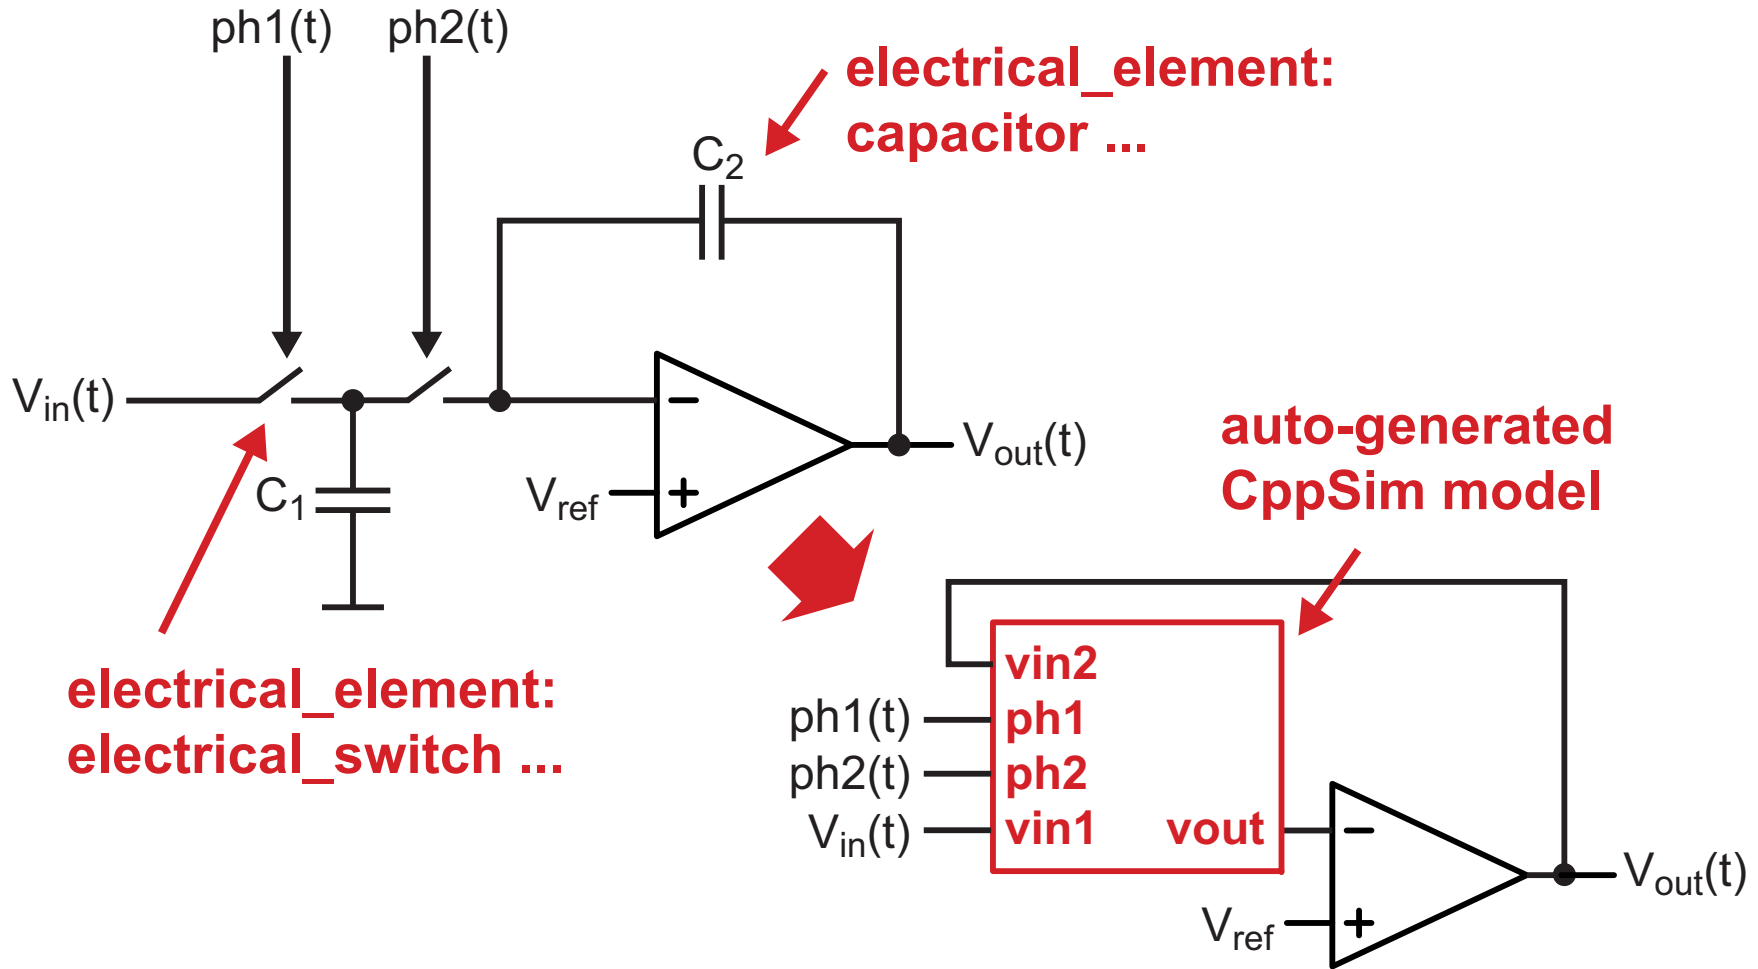 ph1(t) ph2(t)
electrical_element:
capacitor ...
C2
Vin(t)
Vout(t)
C1
Vref
auto-generated
CppSim model
electrical_element:
electrical_switch ...
vin2
ph1(t) ph1
ph2(t) ph2
Vin(t) vin1 vout
Vout(t)
Vref